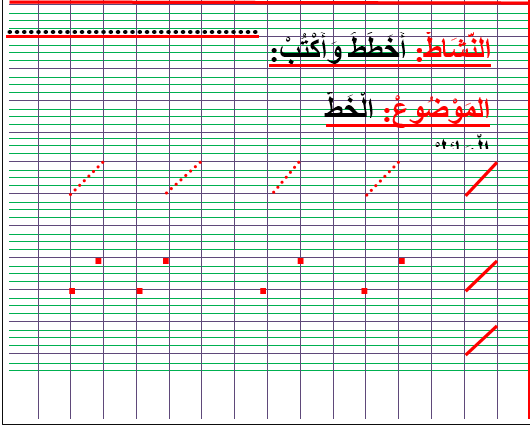 النّشَاطَ: أَخَطَطَ وَأَكْتُبْ: ................................
المَوْضُوعُ: الْخَطَّ